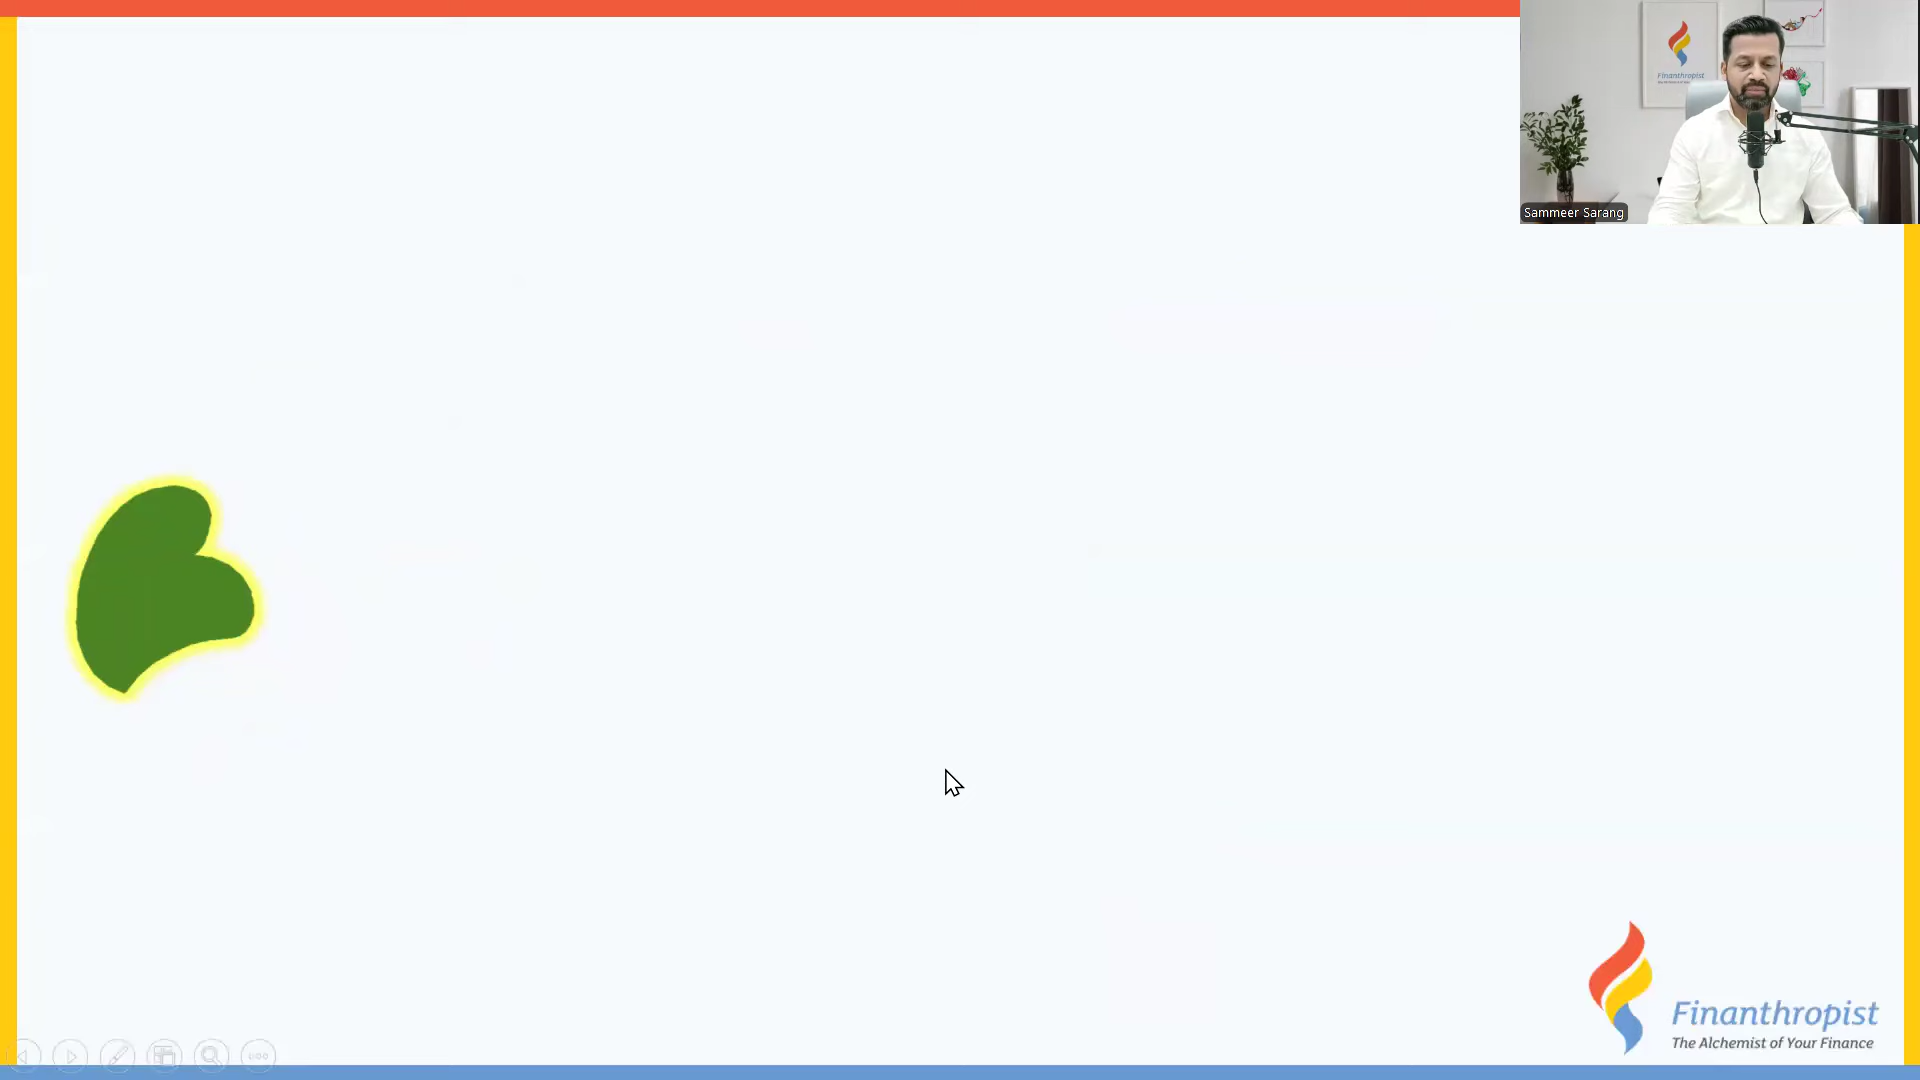 Finanthropist
Sammeer Sarang
Finanthropist
The Alchemist of Your Finance